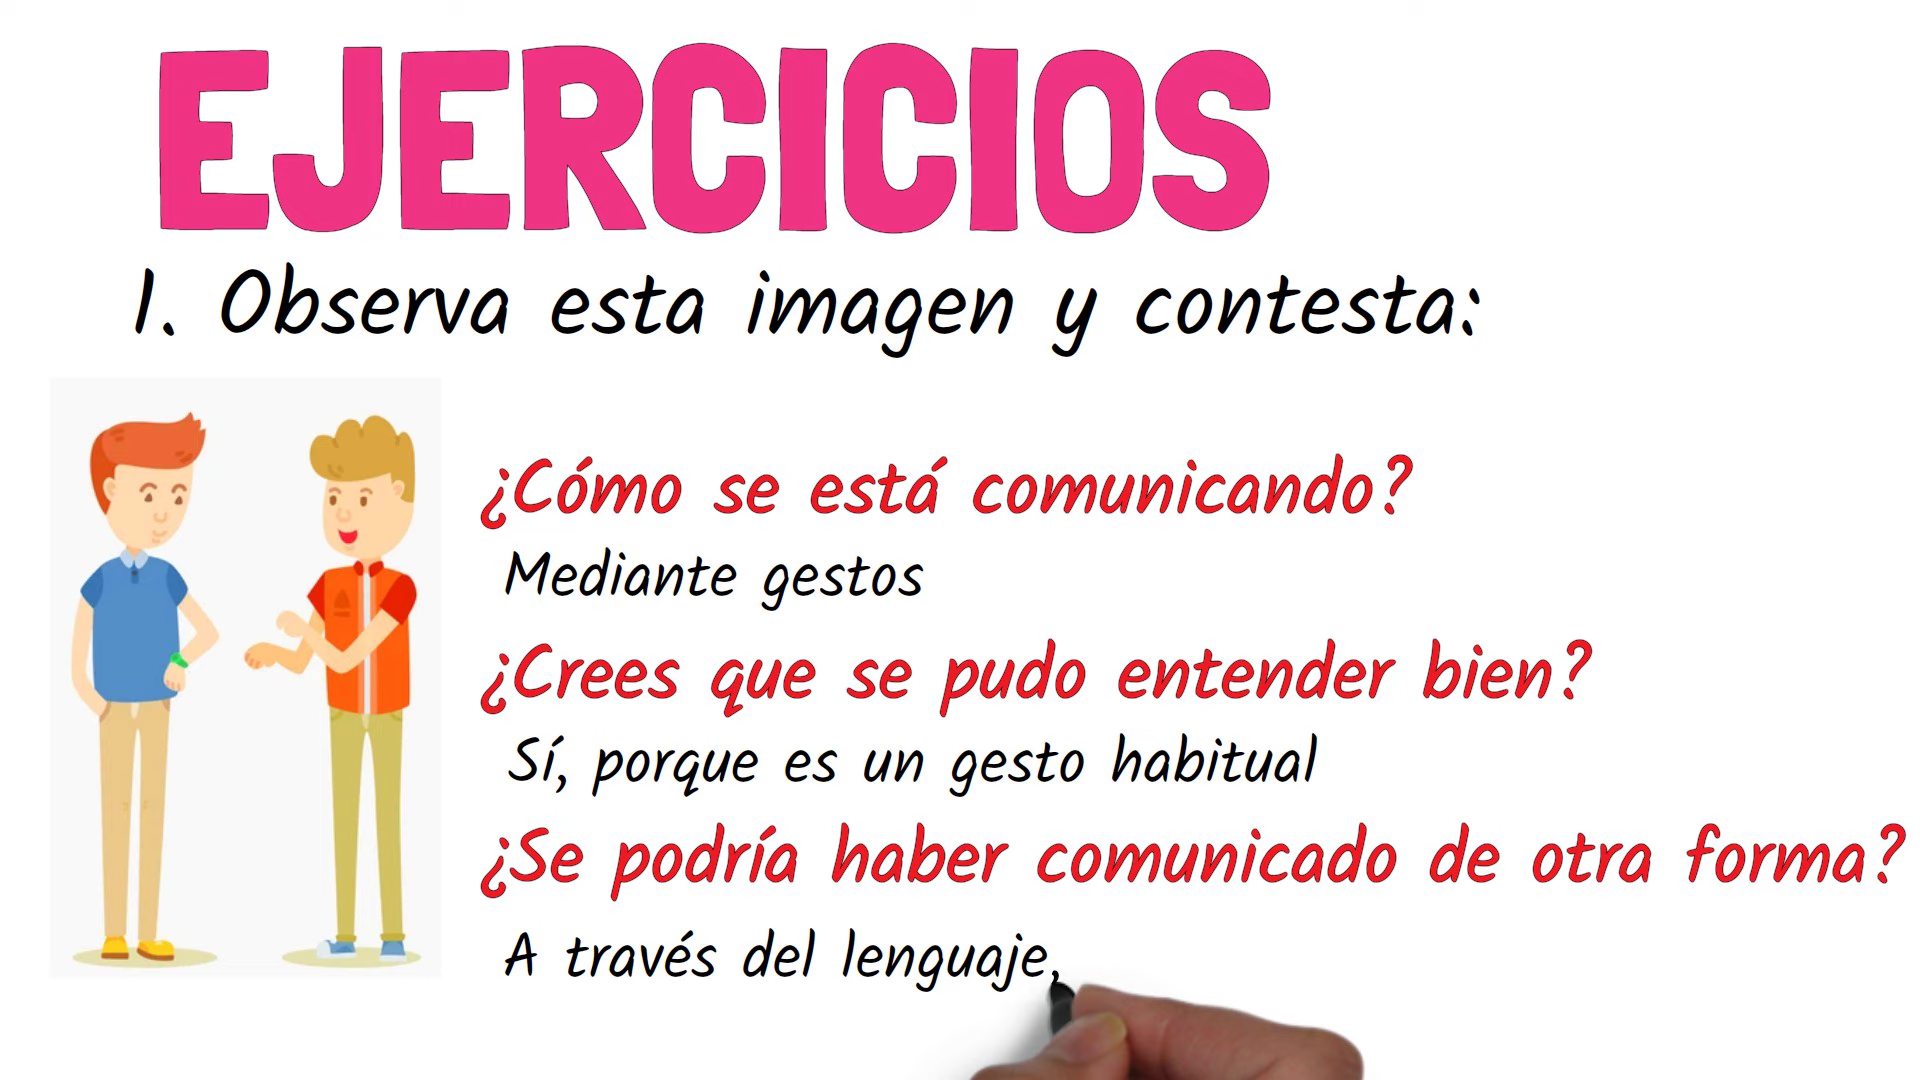 EJERCICIOS
1. Observa esta imagen y contesta:
¿Cómo se está comunicando?
Mediante gestos
¿Crees que se pudo entender bien?
Sí, porque es un gesto habitual
¿Se podría haber comunicado de otra forma?
A través del lenguaje,